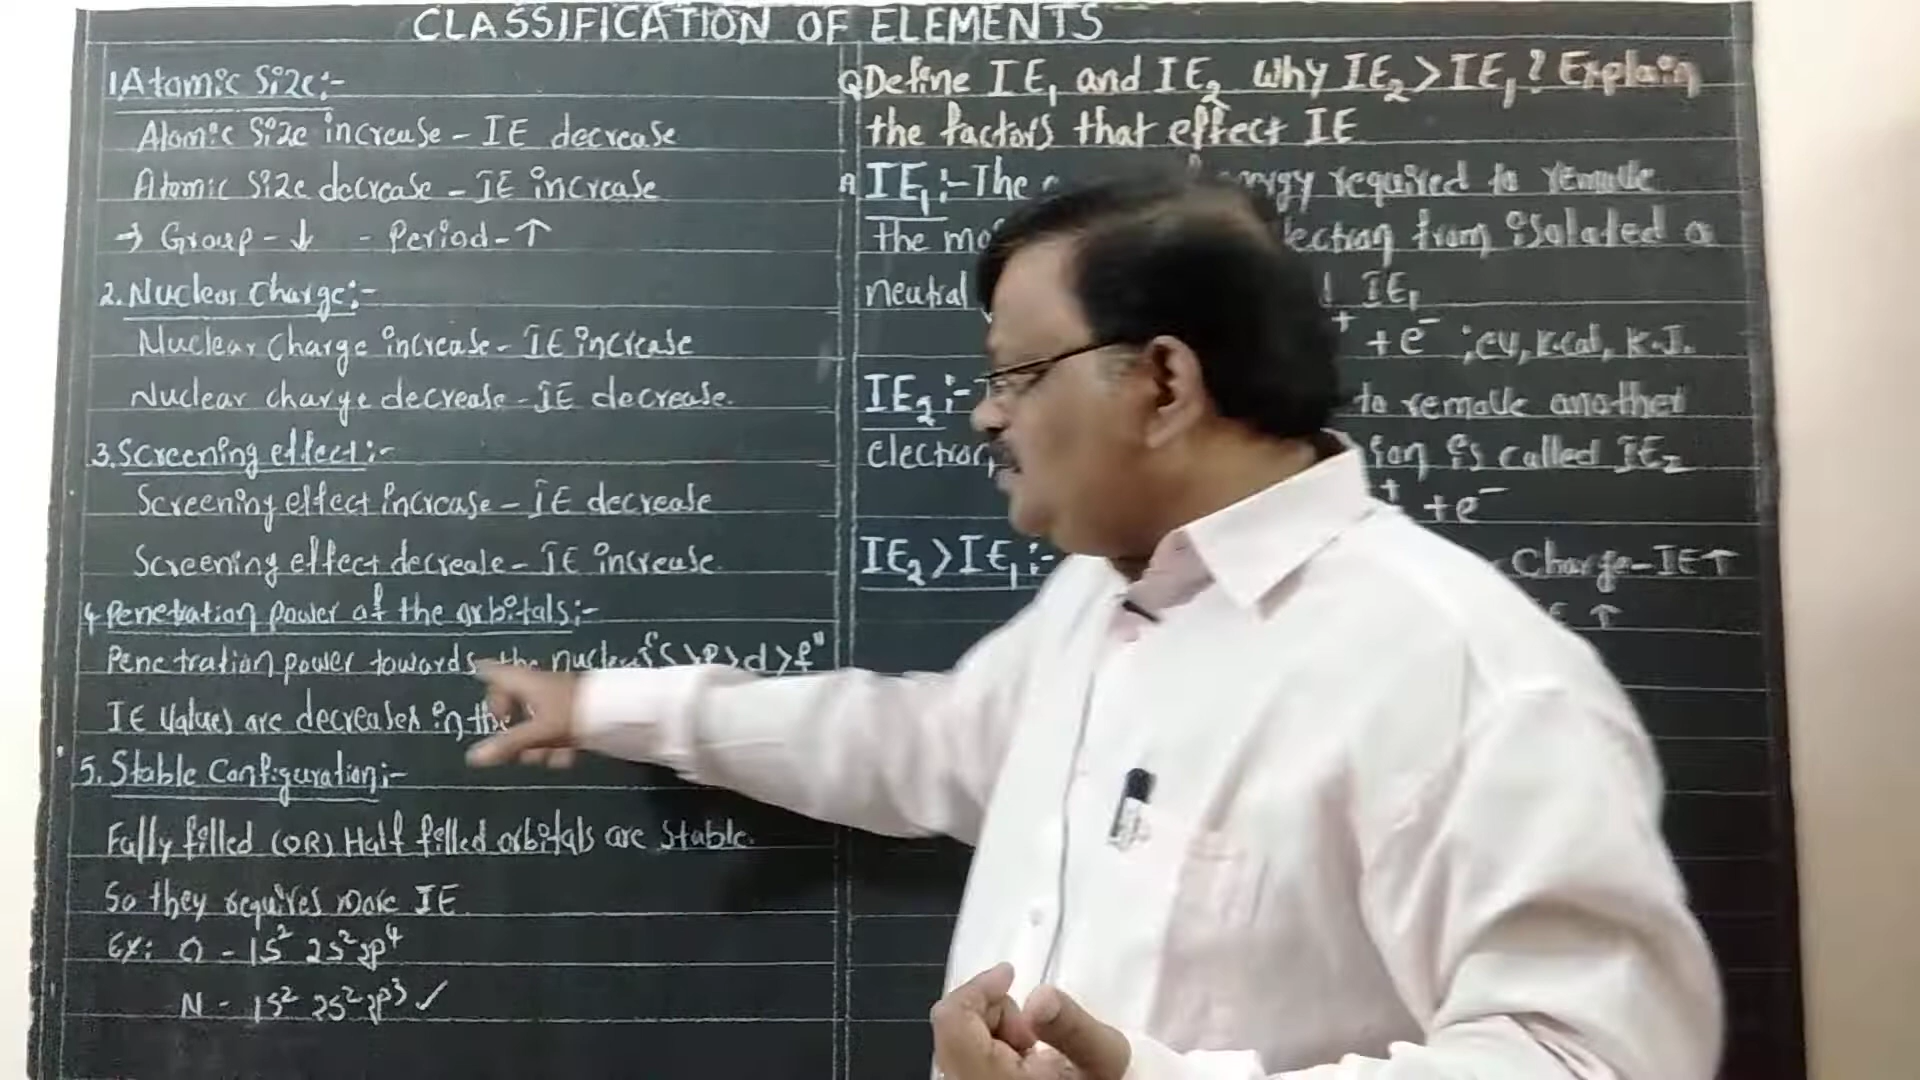 CLASSIFICATION OF ELEMENTS
1. Atomic Size:-
Atomic Size increase - IE decrease
Atomic Size decrease - IE increase
→ Group - ↓ - Period - ↑
2. Nuclear Charge:-
Nuclear Charge increase - IE increase
Nuclear charge decrease - IE decrease.
3. Screening effect:-
Screening effect increase - IE decrease
Screening effect decreale - IE increase.
4 Penetration power of the orbitals:-
Penetration power towards the nucleus S > P > d > f"
IE Values are decreases in the
5. Stable Configuration:-
Fully filled (OR) Half filled orbitals are Stable.
So they requires more IE
Ex: O - 1S² 2S² 2P⁴
N - 1S² 2S² 2P³ ✓
Q Define IE₁ and IE₂ Why IE₂ > IE₁? Explain
the factors that effect IE
A IE₁:- The required to remove
the from isolated a
neutral IE₁
+ + e⁻ ; eV, K.Cal, K.J.
IE₂:- to remove another
electron ion is called IE₂
+ + e⁻
IE₂ > IE₁:- Charge - IE ↑
↑